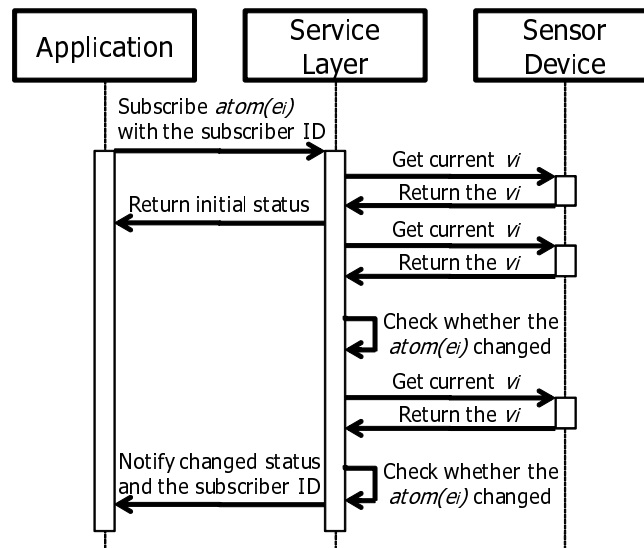 Application
Service
Layer
Sensor
Device
Subscribe atom(ei)
with the subscriber ID
Get current vi
Return the vi
Return initial status
Get current vi
Return the vi
Check whether the
atom(ei) changed
Get current vi
Return the vi
Notify changed status
and the subscriber ID
Check whether the
atom(ei) changed